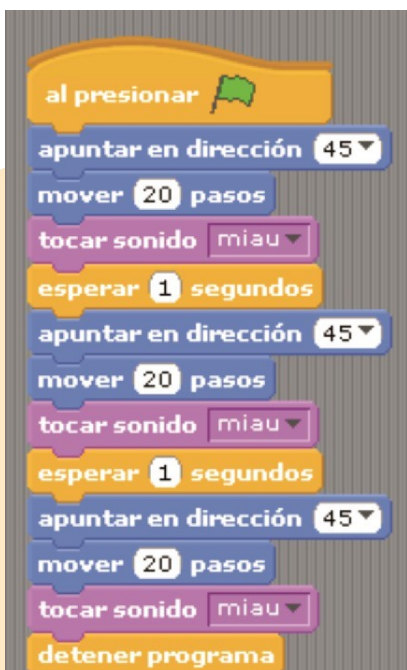 al presionar
apuntar en dirección 45
mover 20 pasos
tocar sonido miau
esperar 1 segundos
apuntar en dirección 45
mover 20 pasos
tocar sonido miau
esperar 1 segundos
apuntar en dirección 45
mover 20 pasos
tocar sonido miau
detener programa